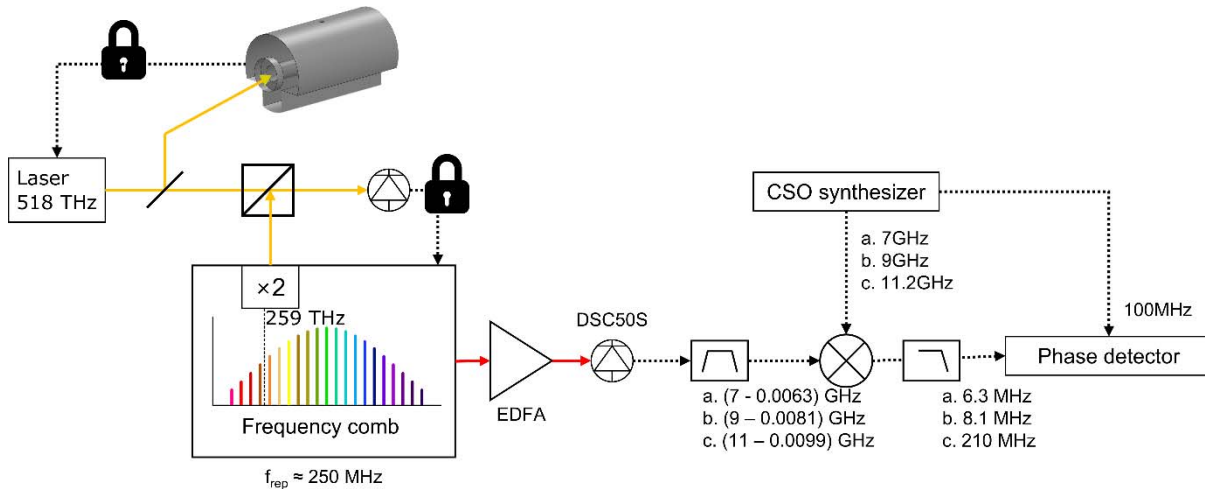 Laser
518 THz
×2
259 THz
Frequency comb
f_rep ≈ 250 MHz
EDFA
DSC50S
a. (7 - 0.0063) GHz
b. (9 – 0.0081) GHz
c. (11 – 0.0099) GHz
CSO synthesizer
a. 7GHz
b. 9GHz
c. 11.2GHz
a. 6.3 MHz
b. 8.1 MHz
c. 210 MHz
100MHz
Phase detector